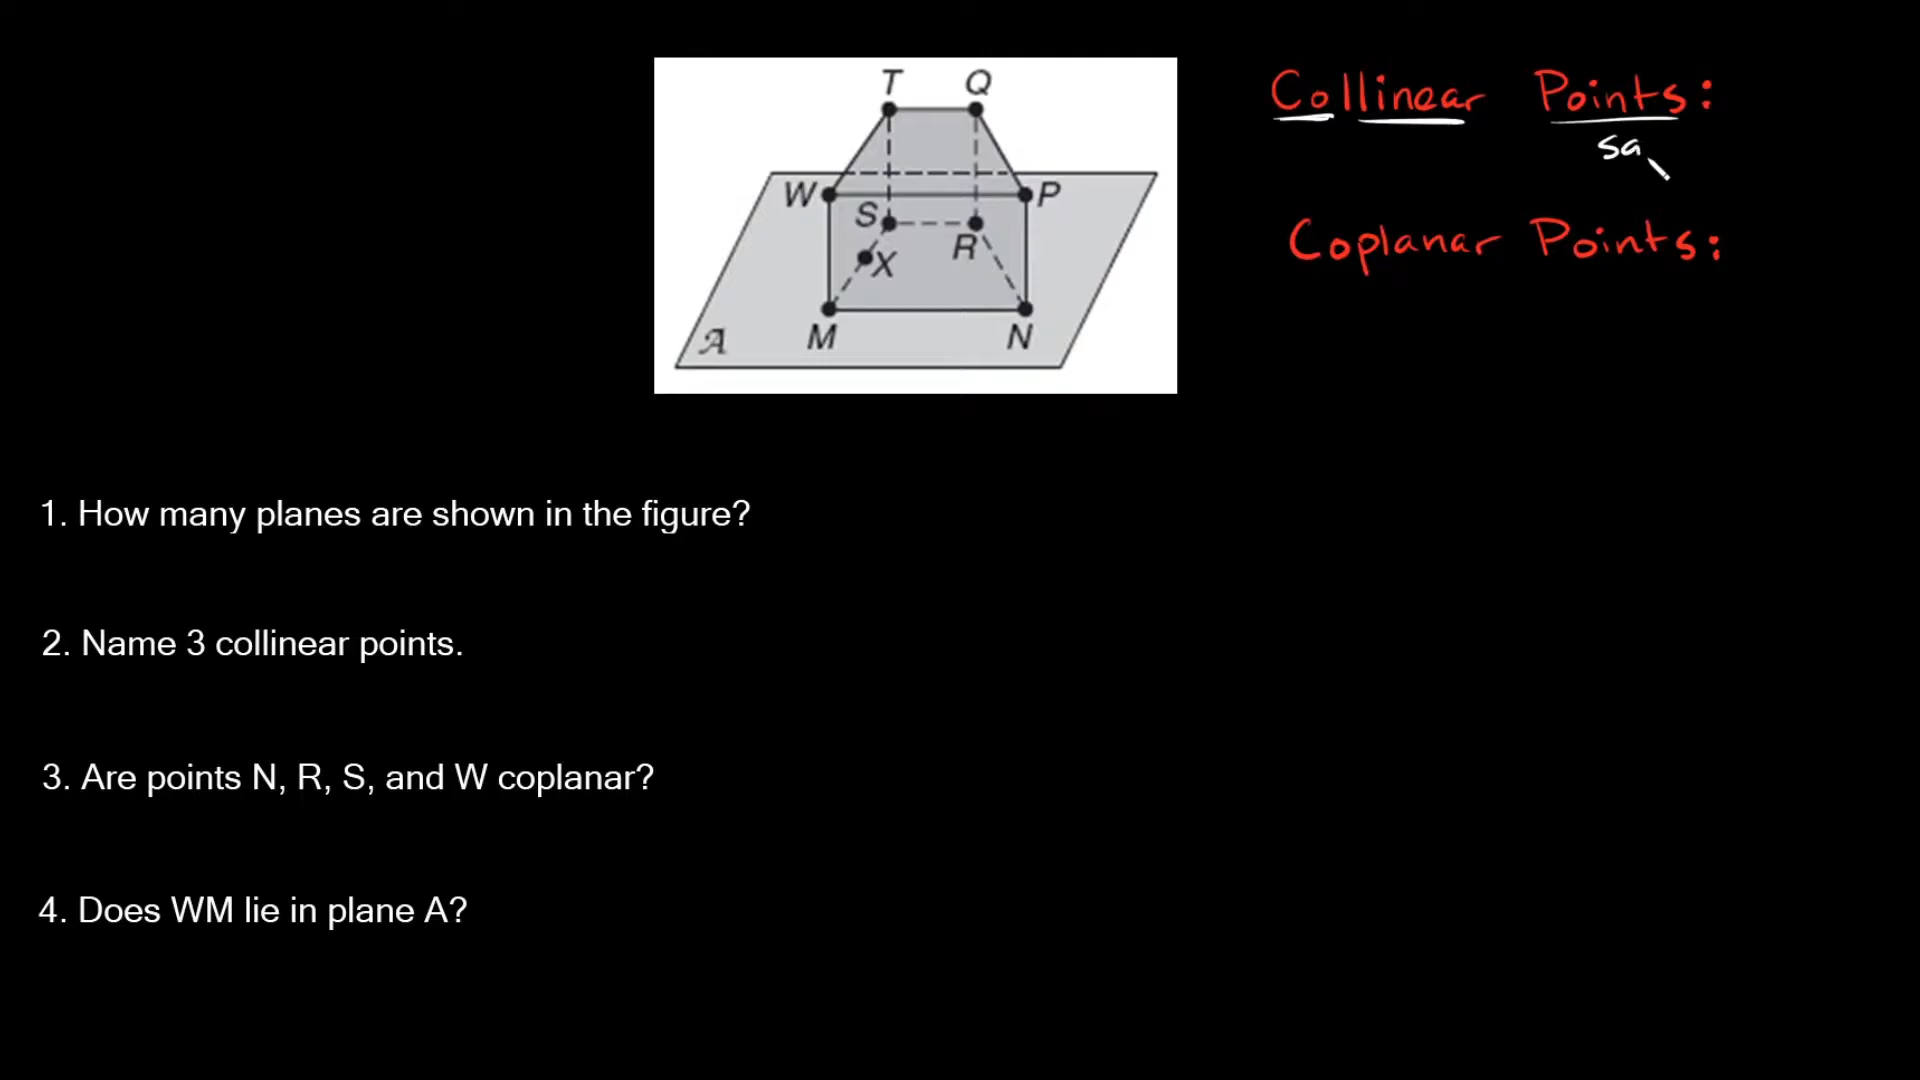 T Q
Collinear Points:
sa
W P
S
R
X
Coplanar Points:
A M N
1. How many planes are shown in the figure?
2. Name 3 collinear points.
3. Are points N, R, S, and W coplanar?
4. Does WM lie in plane A?